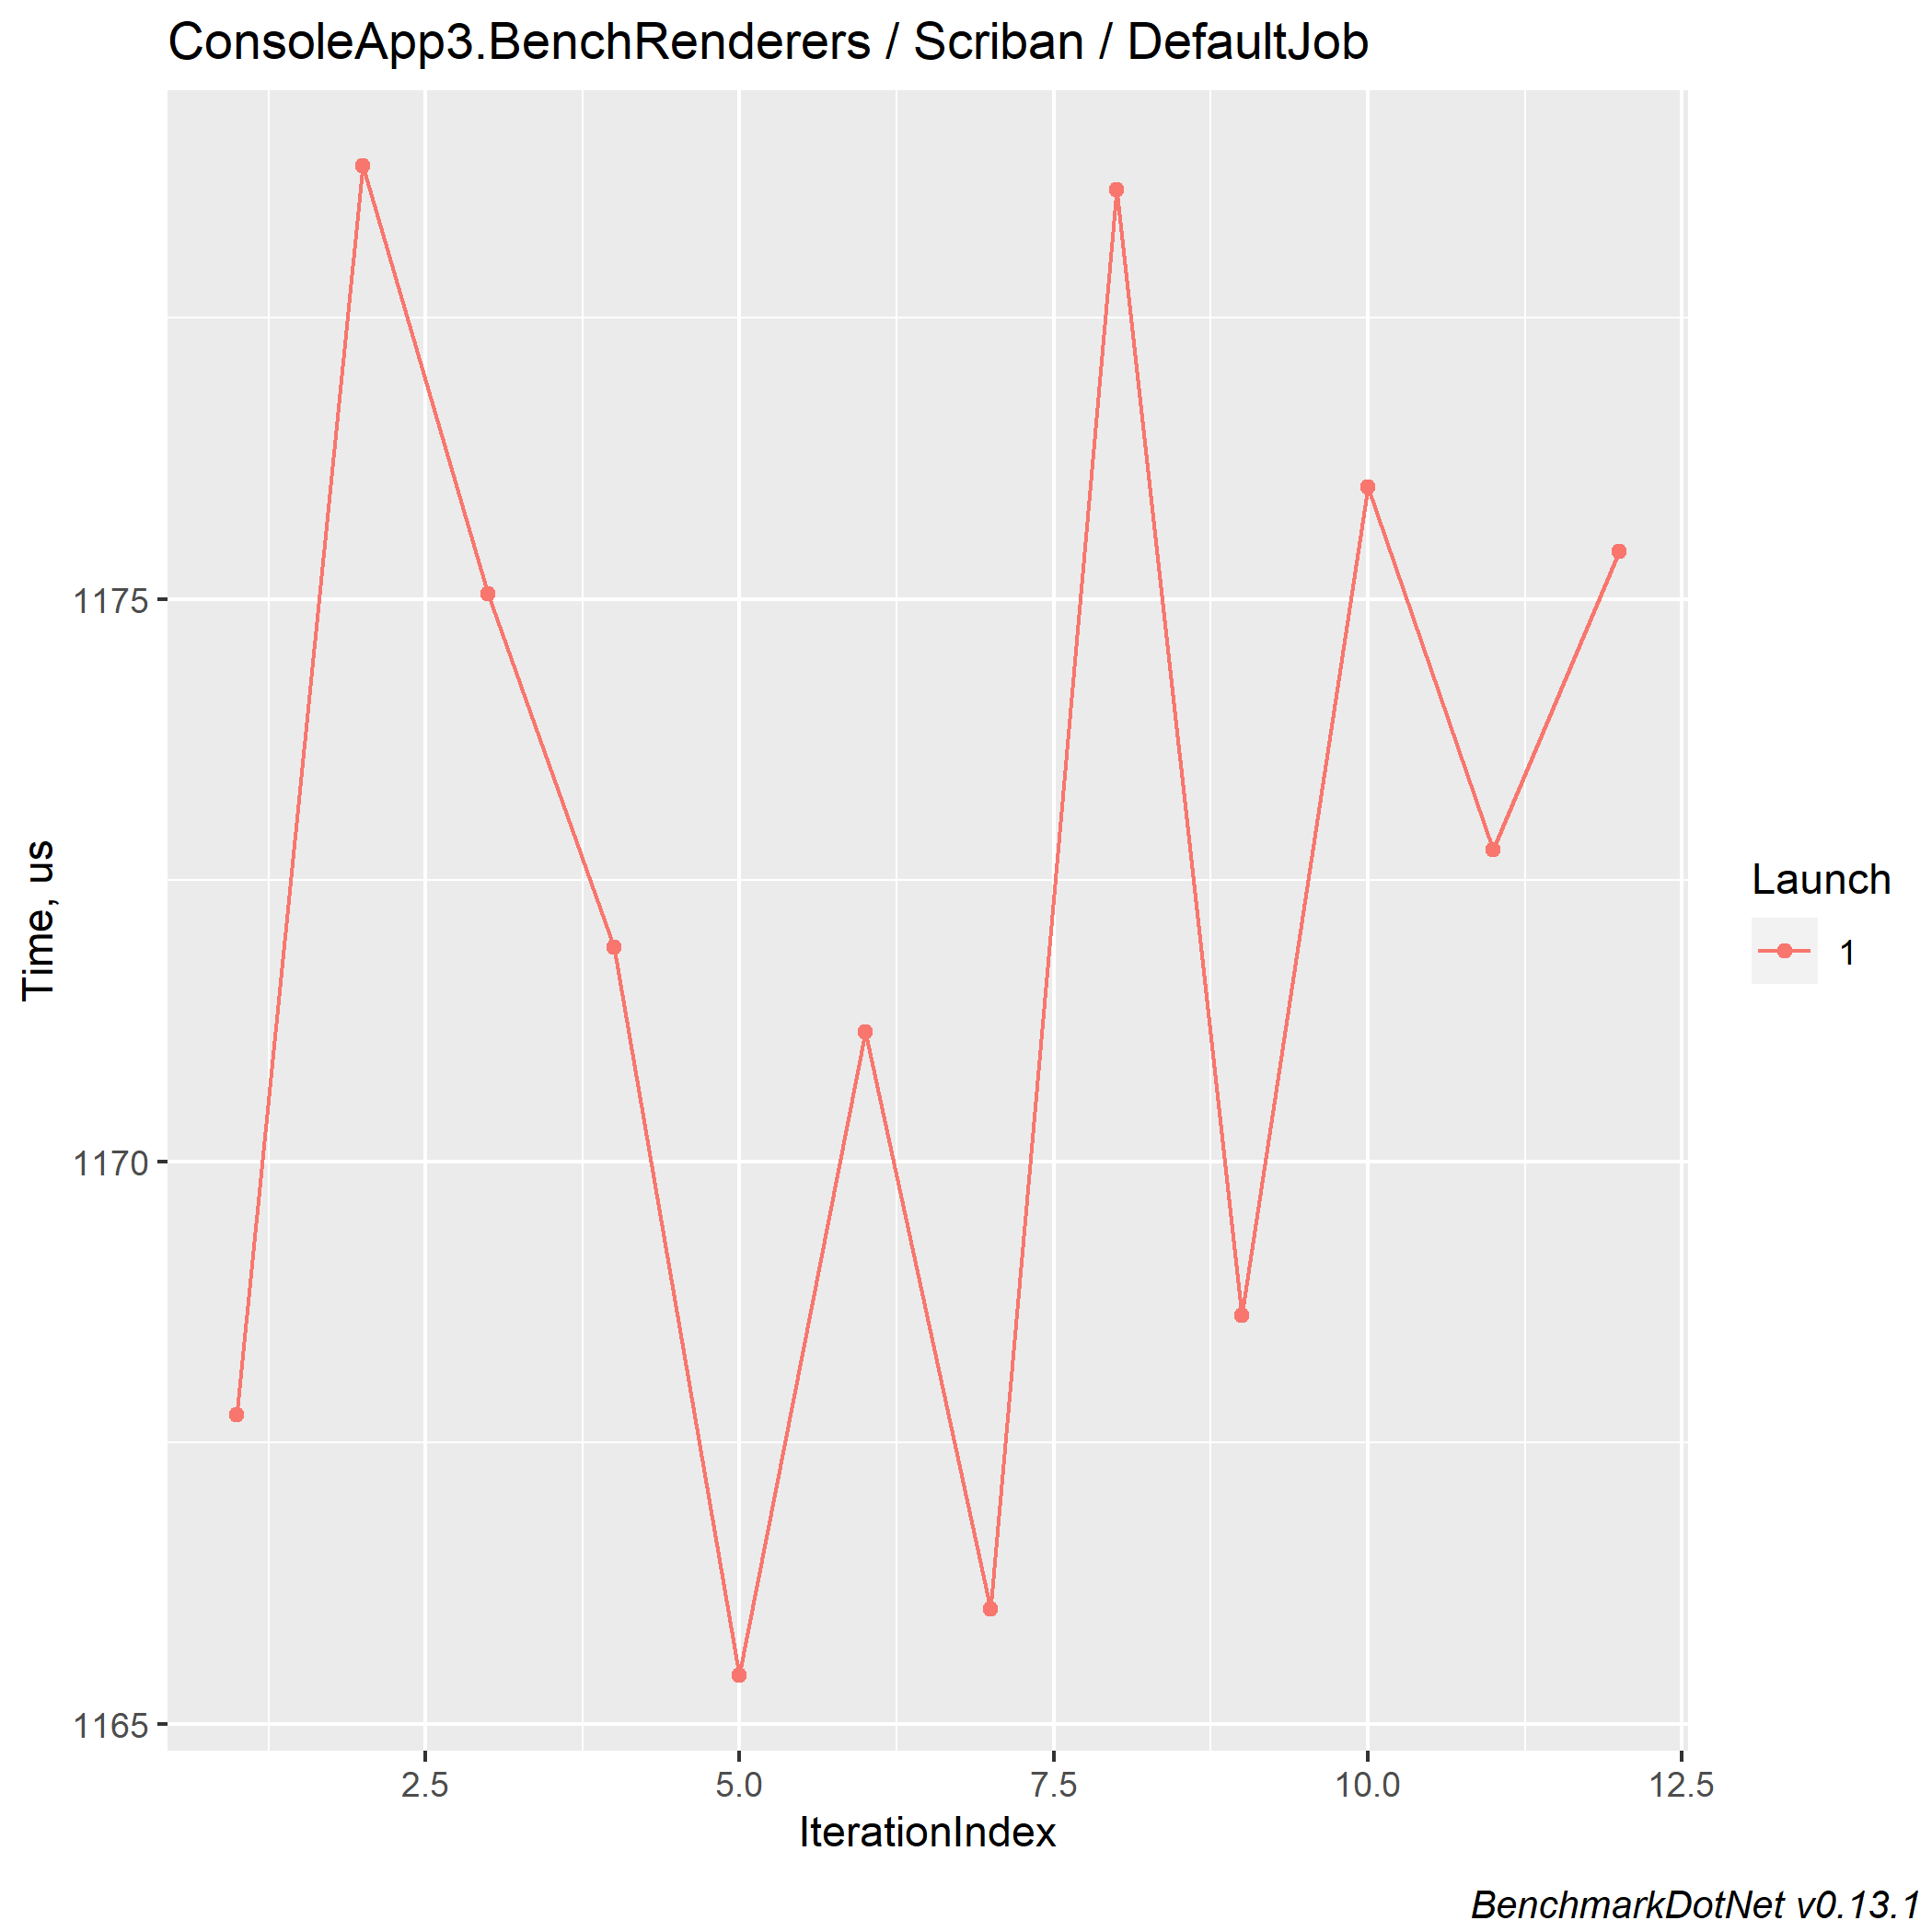 ConsoleApp3.BenchRenderers / Scriban / DefaultJob
Time, us
1175
1170
1165
2.5 5.0 7.5 10.0 12.5
IterationIndex
Launch
1
BenchmarkDotNet v0.13.1